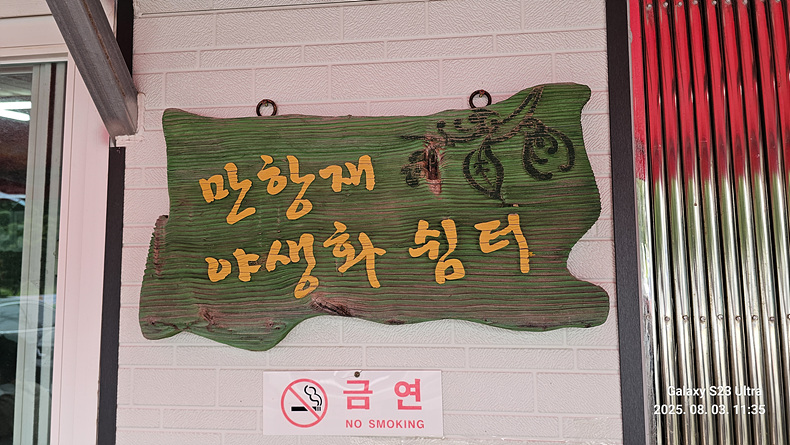 만항재
야생화 쉼터
금연
NO SMOKING
Galaxy S23 Ultra
2025. 08. 03. 11:35